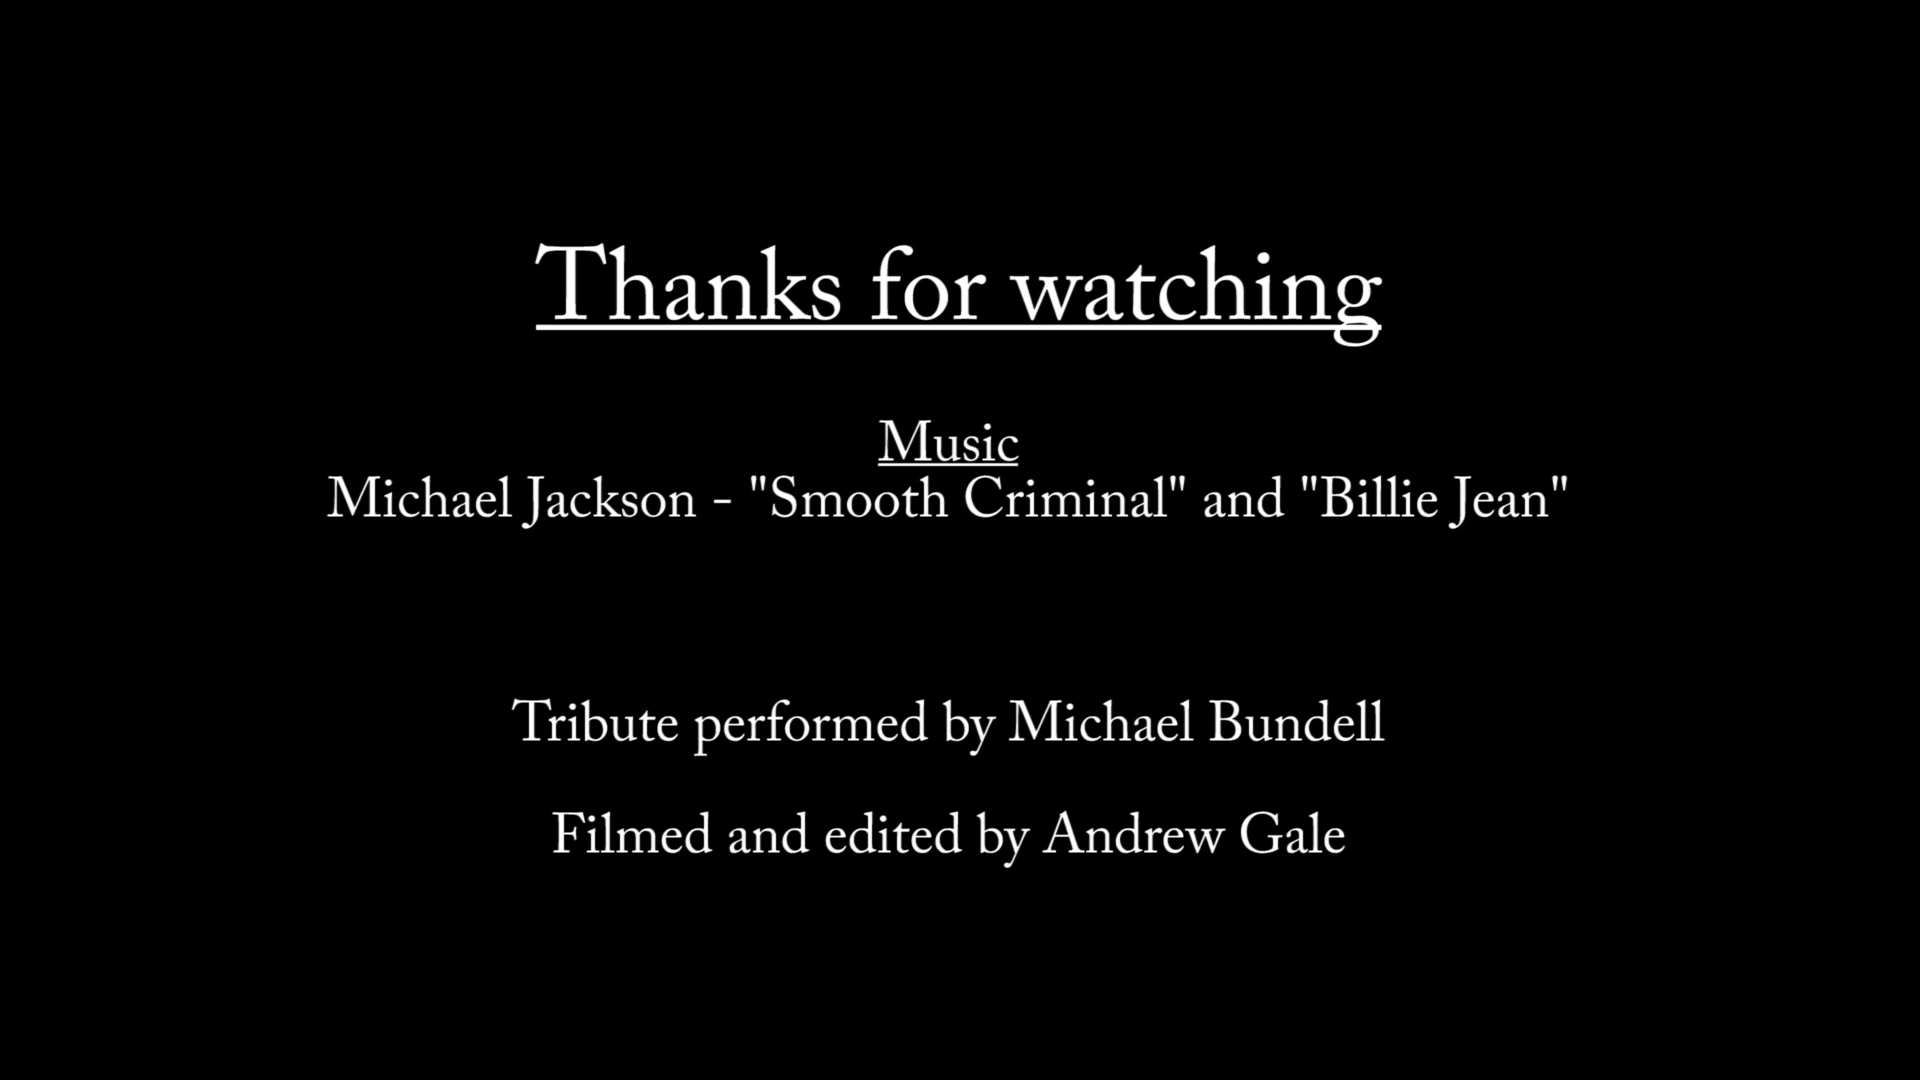 Thanks for watching
Music
Michael Jackson - "Smooth Criminal" and "Billie Jean"
Tribute performed by Michael Bundell
Filmed and edited by Andrew Gale